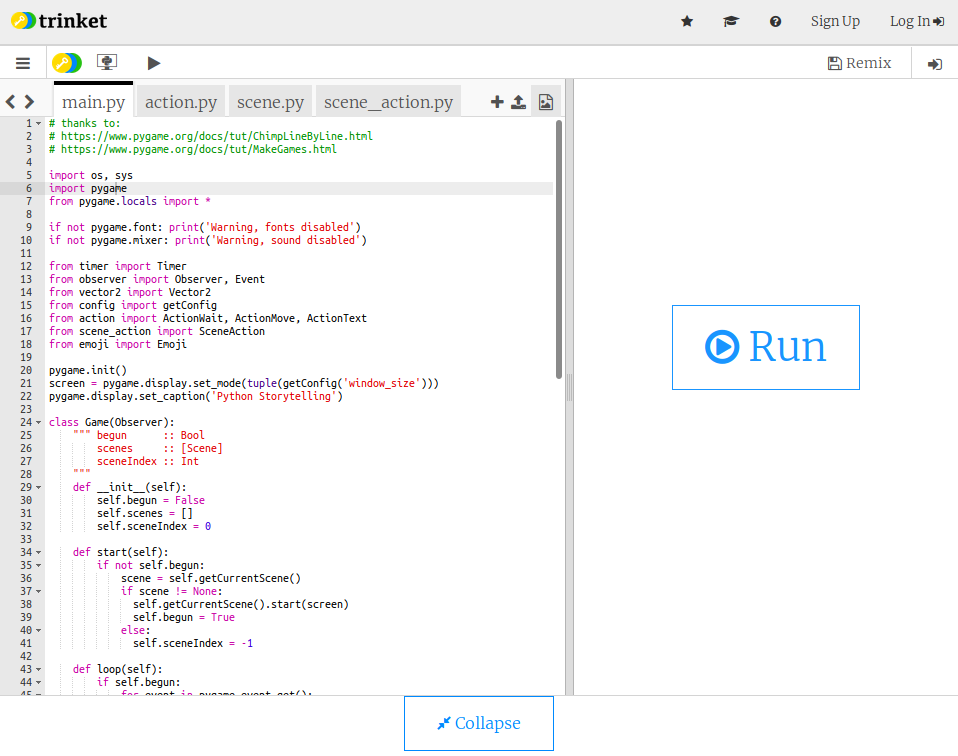 trinket
Sign Up
Log In
Remix
main.py
action.py
scene.py
scene_action.py
1 # thanks to:
2 # https://www.pygame.org/docs/tut/ChimpLineByLine.html
3 # https://www.pygame.org/docs/tut/MakeGames.html
4
5 import os, sys
6 import pygame
7 from pygame.locals import *
8
9 if not pygame.font: print('Warning, fonts disabled')
10 if not pygame.mixer: print('Warning, sound disabled')
11
12 from timer import Timer
13 from observer import Observer, Event
14 from vector2 import Vector2
15 from config import getConfig
16 from action import ActionWait, ActionMove, ActionText
17 from scene_action import SceneAction
18 from emoji import Emoji
19
20 pygame.init()
21 screen = pygame.display.set_mode(tuple(getConfig('window_size')))
22 pygame.display.set_caption('Python Storytelling')
23
24 class Game(Observer):
25 """ begun :: Bool
26 scenes :: [Scene]
27 sceneIndex :: Int
28 """
29 def __init__(self):
30 self.begun = False
31 self.scenes = []
32 self.sceneIndex = 0
33
34 def start(self):
35 if not self.begun:
36 scene = self.getCurrentScene()
37 if scene != None:
38 self.getCurrentScene().start(screen)
39 self.begun = True
40 else:
41 self.sceneIndex = -1
42
43 def loop(self):
44 if self.begun:
45 for event in pygame.event.get():
Run
Collapse